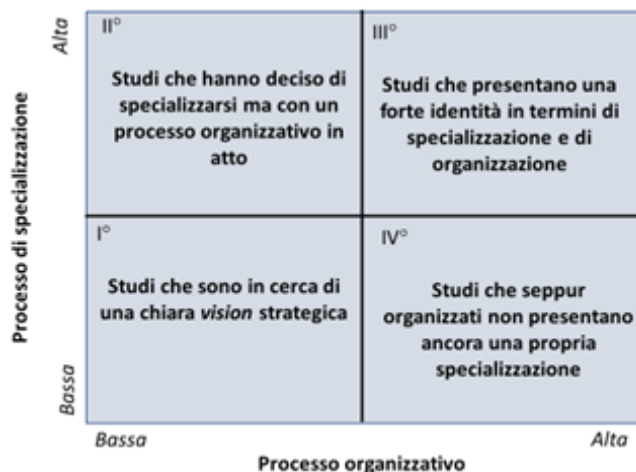 Processo di specializzazione
Alta
Bassa
II°
Studi che hanno deciso di
specializzarsi ma con un
processo organizzativo in
atto
III°
Studi che presentano una
forte identità in termini di
specializzazione e di
organizzazione
I°
Studi che sono in cerca di
una chiara vision strategica
IV°
Studi che seppur
organizzati non presentano
ancora una propria
specializzazione
Bassa
Alta
Processo organizzativo